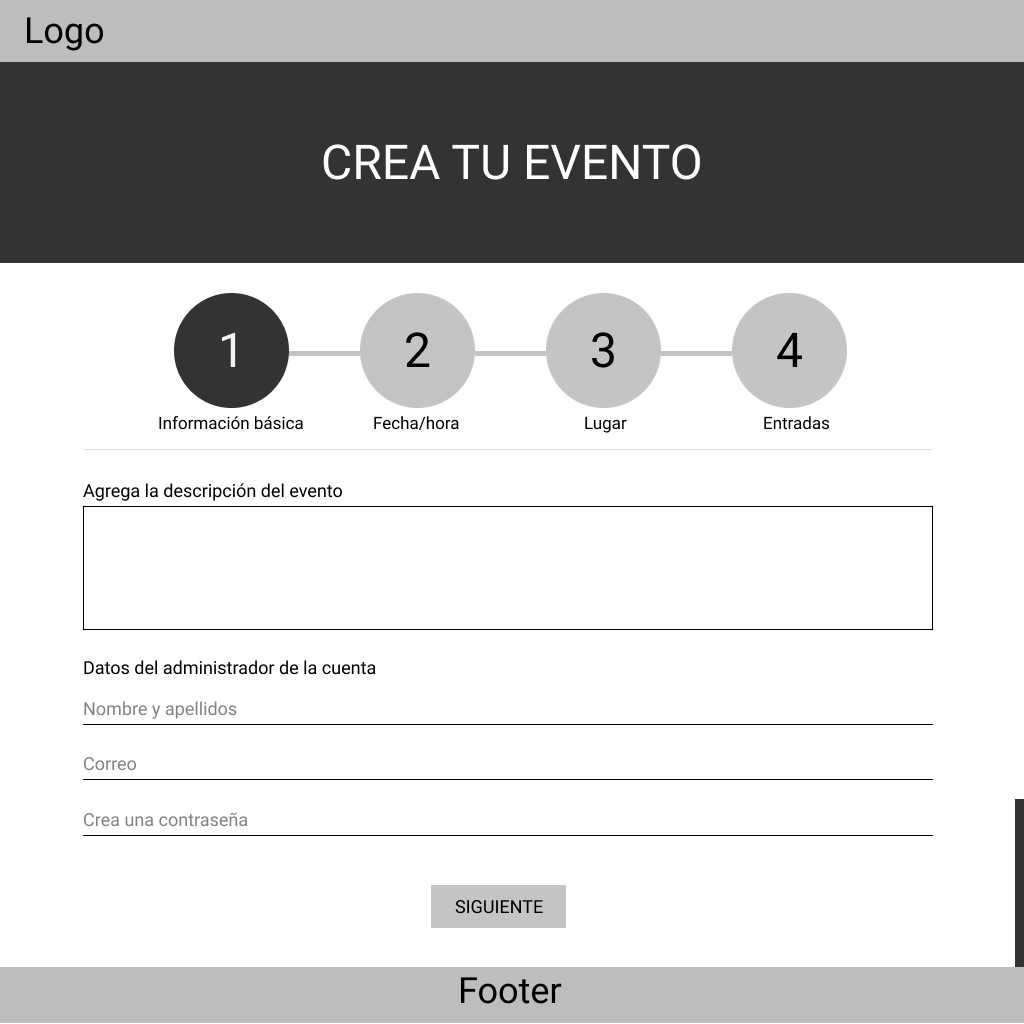 Logo
CREA TU EVENTO
1 2 3 4
Información básica Fecha/hora Lugar Entradas
Agrega la descripción del evento
Datos del administrador de la cuenta
Nombre y apellidos
Correo
Crea una contraseña
SIGUIENTE
Footer